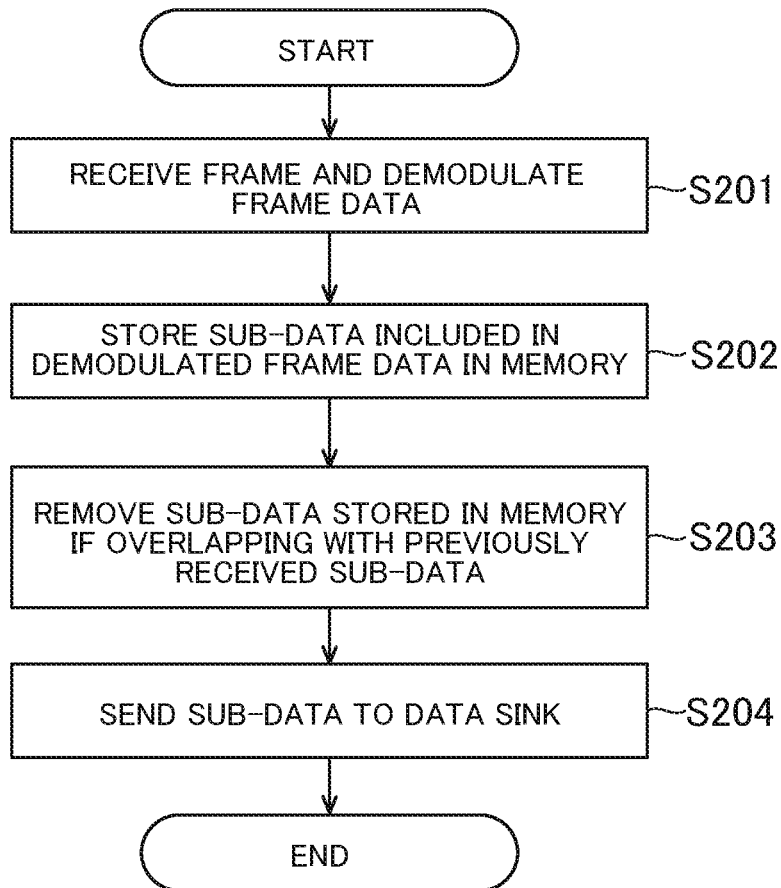 START
RECEIVE FRAME AND DEMODULATE
FRAME DATA
S201
STORE SUB-DATA INCLUDED IN
DEMODULATED FRAME DATA IN MEMORY
S202
REMOVE SUB-DATA STORED IN MEMORY
IF OVERLAPPING WITH PREVIOUSLY
RECEIVED SUB-DATA
S203
SEND SUB-DATA TO DATA SINK
S204
END